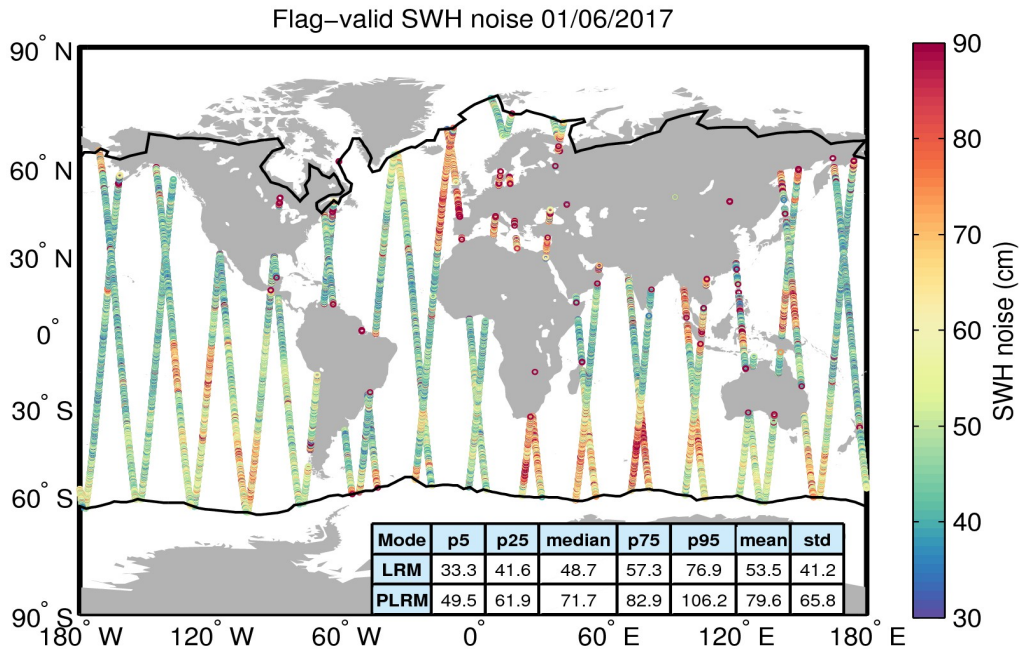 Flag−valid SWH noise 01/06/2017
90° N
60° N
30° N
0°
30° S
60° S
90° S
180° W
120° W
60° W
0°
60° E
120° E
180° E
Mode p5 p25 median p75 p95 mean std
LRM 33.3 41.6 48.7 57.3 76.9 53.5 41.2
PLRM 49.5 61.9 71.7 82.9 106.2 79.6 65.8
90
80
70
60
50
40
30
SWH noise (cm)